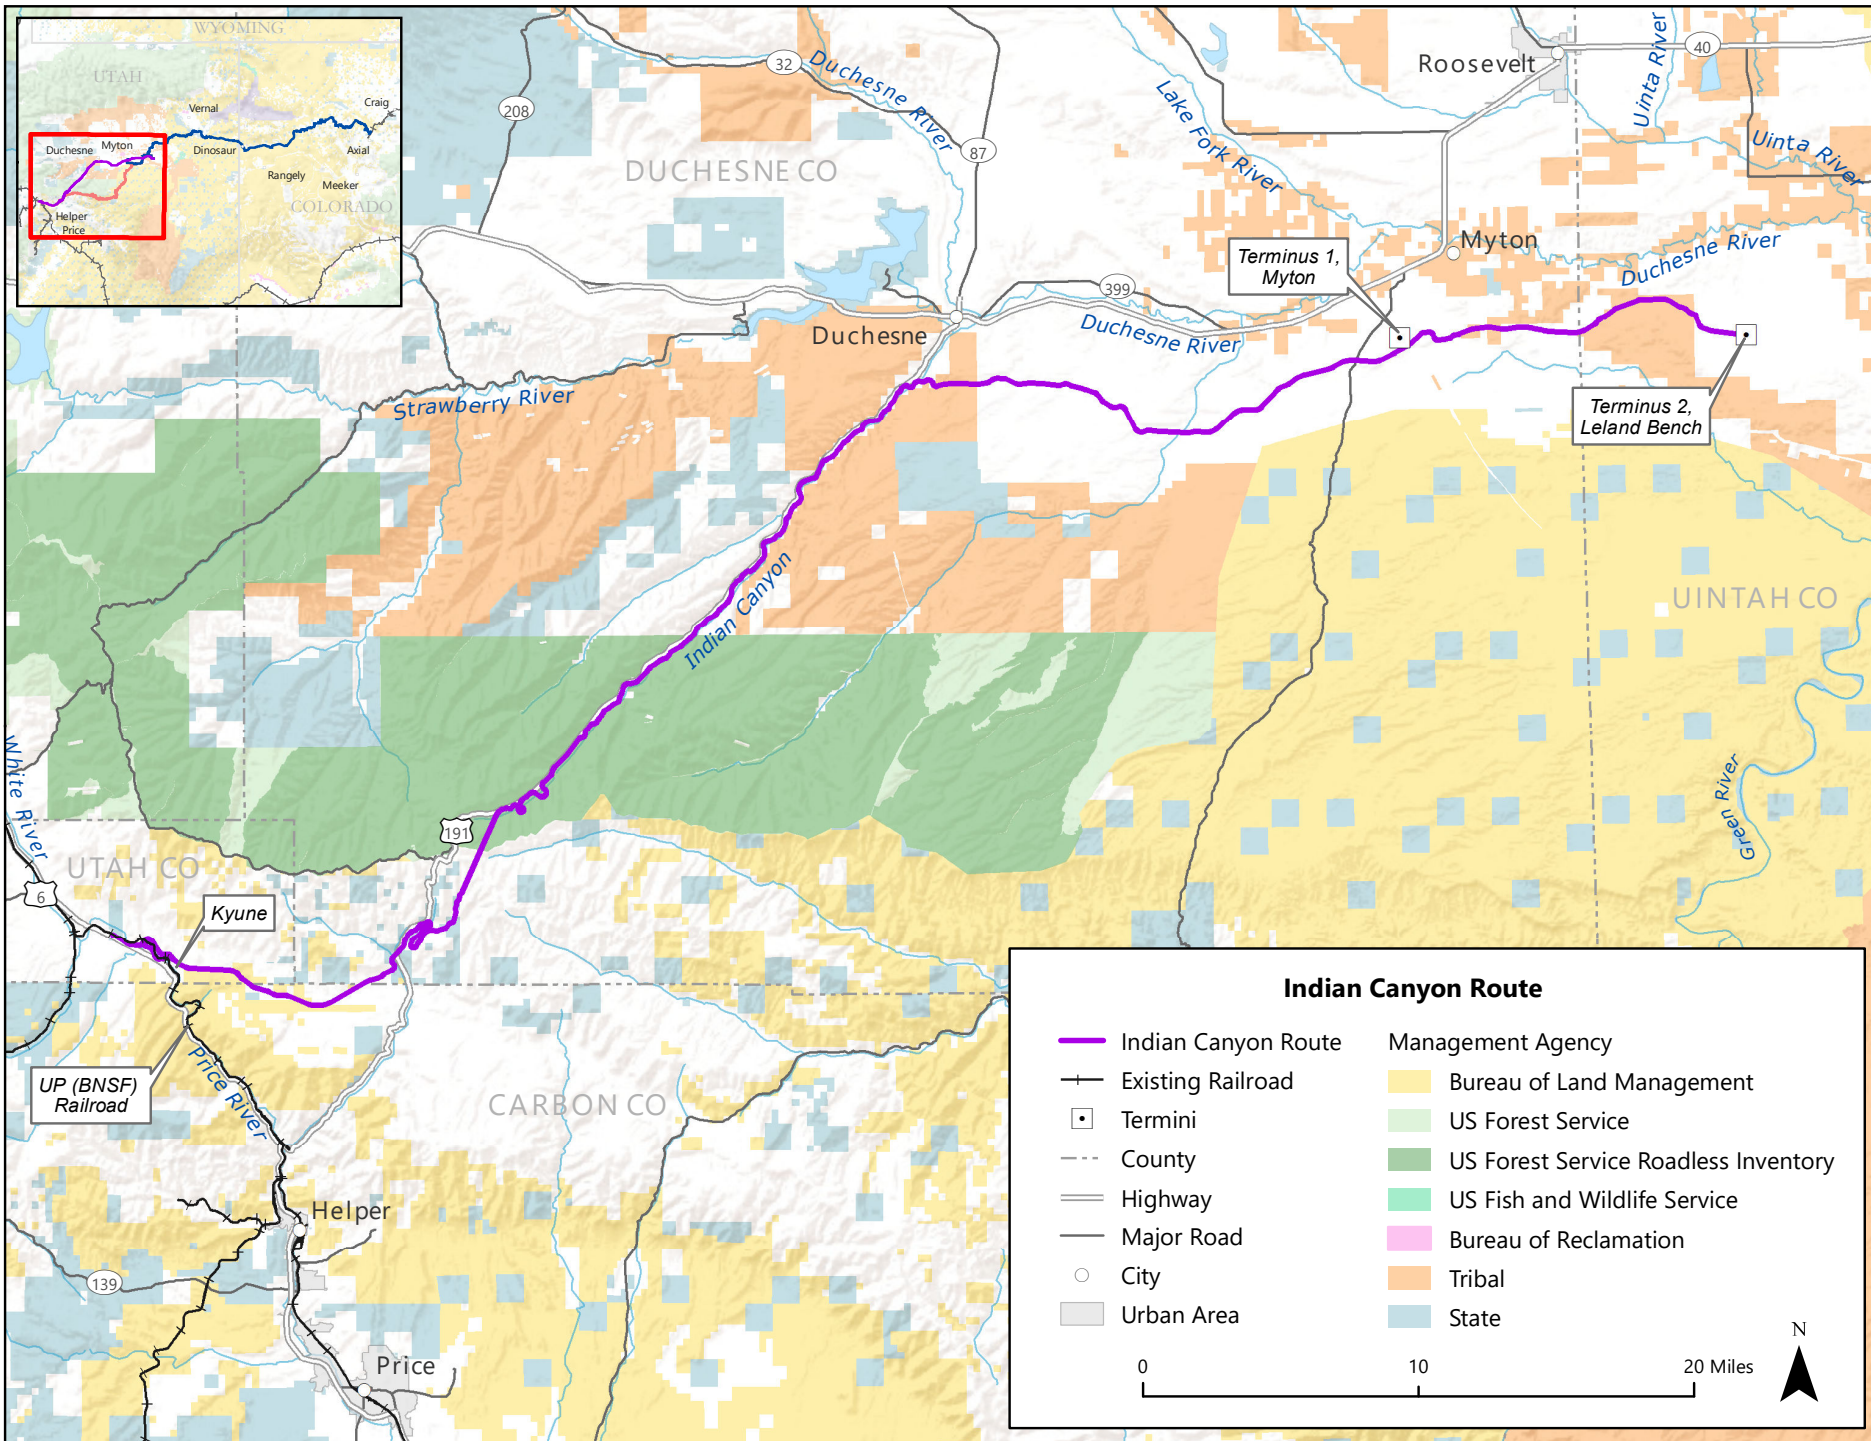 WYOMING
UTAH
Vernal
Craig
Duchesne
Myton
Dinosaur
Axial
Rangely
Meeker
COLORADO
Helper
Price
32
Duchesne River
208
87
DUCHESNE CO
Lake Fork River
Roosevelt
40
Uinta River
Uinta River
Terminus 1,
Myton
Myton
Duchesne River
399
Duchesne
Duchesne River
Strawberry River
Terminus 2,
Leland Bench
Indian Canyon
UINTAH CO
Green River
White River
191
UTAH CO
6
Kyune
UP (BNSF)
Railroad
Price River
CARBON CO
Helper
139
Price
Indian Canyon Route
Indian Canyon Route
Existing Railroad
Termini
County
Highway
Major Road
City
Urban Area
Management Agency
Bureau of Land Management
US Forest Service
US Forest Service Roadless Inventory
US Fish and Wildlife Service
Bureau of Reclamation
Tribal
State
N
0 10 20 Miles